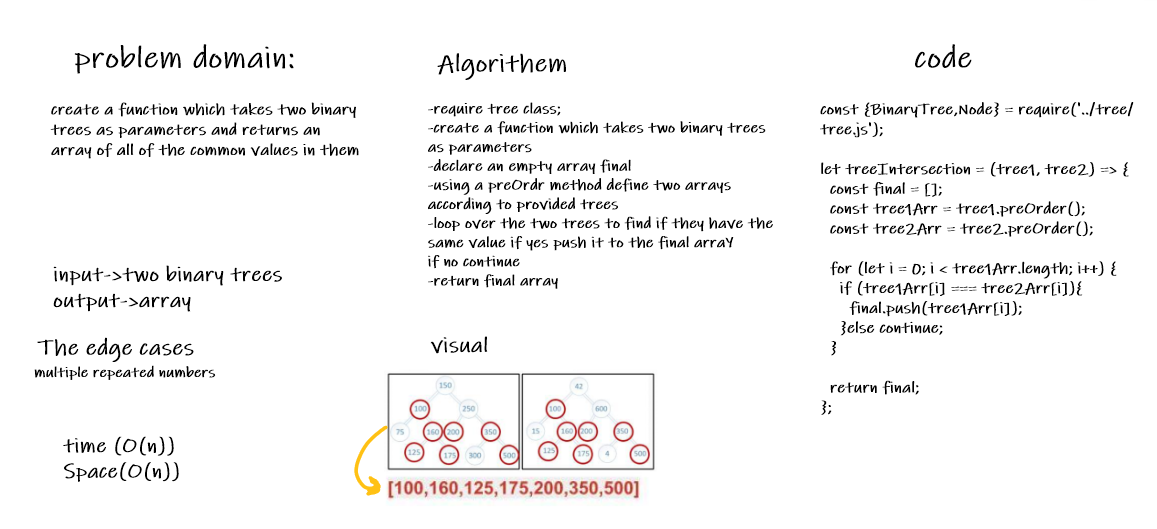 problem domain:
create a function which takes two binary
trees as parameters and returns an
array of all of the common values in them
input->two binary trees
output->array
The edge cases
multiple repeated numbers
time (O(n))
Space(O(n))
Algorithem
-require tree class;
-create a function which takes two binary trees
as parameters
-declare an empty array final
-using a preOrdr method define two arrays
according to provided trees
-loop over the two trees to find if they have the
same value if yes push it to the final arraY
if no continue
-return final array
visual
150
100 250
75 160 200 350
125 175 300 500
42
100 600
15 160 200 350
125 175 4 500
[100,160,125,175,200,350,500]
code
const {BinaryTree,Node} = require('../tree/
tree.js');
let treeIntersection = (tree1, tree2) => {
const final = [];
const tree1Arr = tree1.preOrder();
const tree2Arr = tree2.preOrder();
for (let i = 0; i < tree1Arr.length; i++) {
if (tree1Arr[i] === tree2Arr[i]){
final.push(tree1Arr[i]);
}else continue;
}
return final;
};